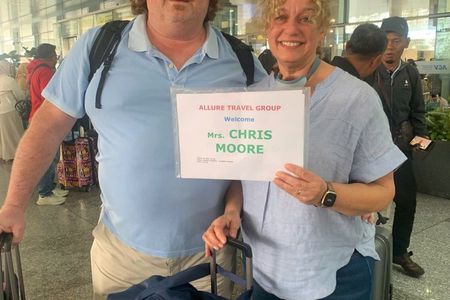 ALLURE TRAVEL GROUP
Welcome
Mrs. CHRIS
MOORE